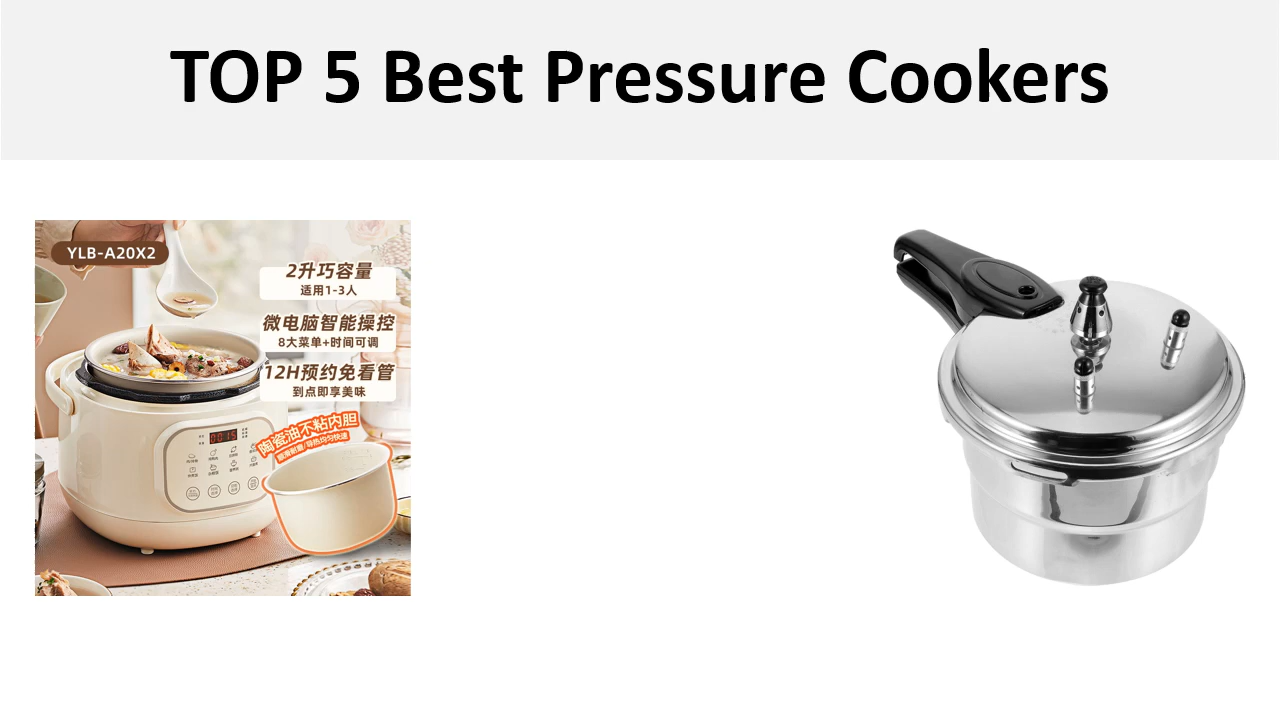 TOP 5 Best Pressure Cookers
YLB-A20X2
2升巧容量
适用1-3人
微电脑智能操控
8大菜单+时间可调
12H预约免看管
到点即享美味
陶瓷油不粘内胆